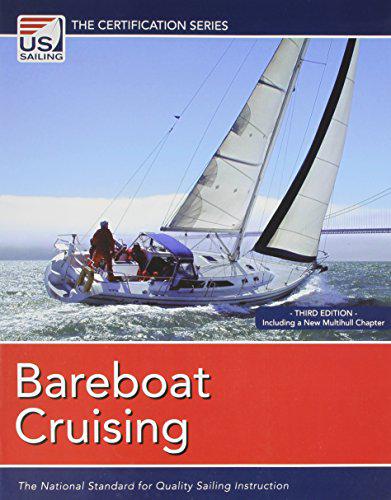 US
SAILING
THE CERTIFICATION SERIES
- THIRD EDITION -
Including a New Multihull Chapter
Bareboat
Cruising
The National Standard for Quality Sailing Instruction